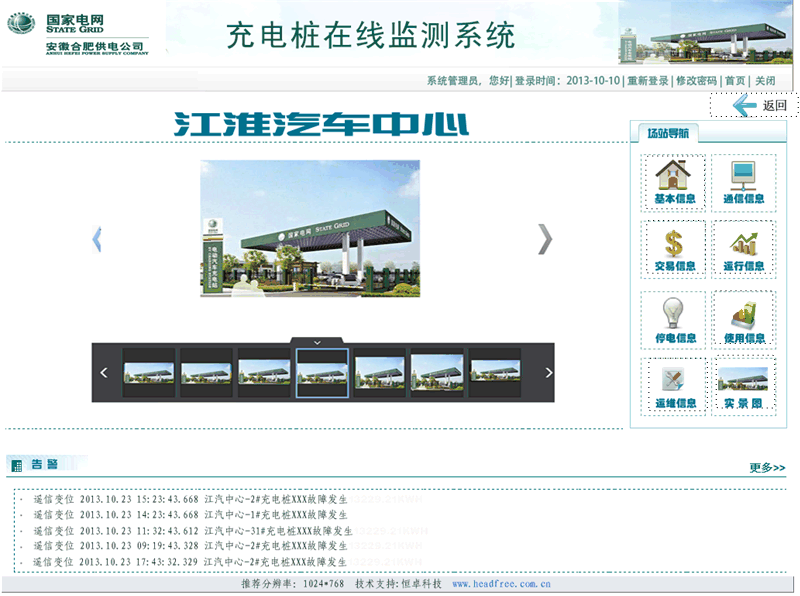 国家电网
STATE GRID
安徽合肥供电公司
ANHUI HEFEI POWER SUPPLY COMPANY
充电桩在线监测系统
系统管理员，您好| 登录时间：2013-10-10 | 重新登录 | 修改密码 | 首页 | 关闭
返回
江淮汽车中心
场站导航
国家电网 STATE GRID
国家电网
电动汽车充电站
基本信息
通信信息
交易信息
运行信息
停电信息
使用信息
运维信息
实景图
告警
更多>>
· 遥信变位 2013.10.23 15:23:43.668 江汽中心-2#充电桩XXX故障发生
· 遥信变位 2013.10.23 14:23:43.668 江汽中心-1#充电桩XXX故障发生
· 遥信变位 2013.10.23 11:32:43.612 江汽中心-31#充电桩XXX故障发生
· 遥信变位 2013.10.23 09:19:43.328 江汽中心-2#充电桩XXX故障发生
· 遥信变位 2013.10.23 17:43:32.329 江汽中心-2#充电桩XXX故障发生
推荐分辨率：1024*768 技术支持:恒卓科技 www.headfree.com.cn